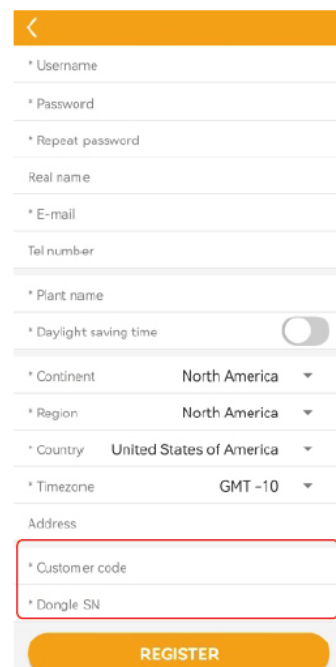 * Username
* Password
* Repeat password
Real name
* E-mail
Tel number
* Plant name
* Daylight saving time
* Continent North America
* Region North America
* Country United States of America
* Timezone GMT -10
Address
* Customer code
* Dongle SN
REGISTER